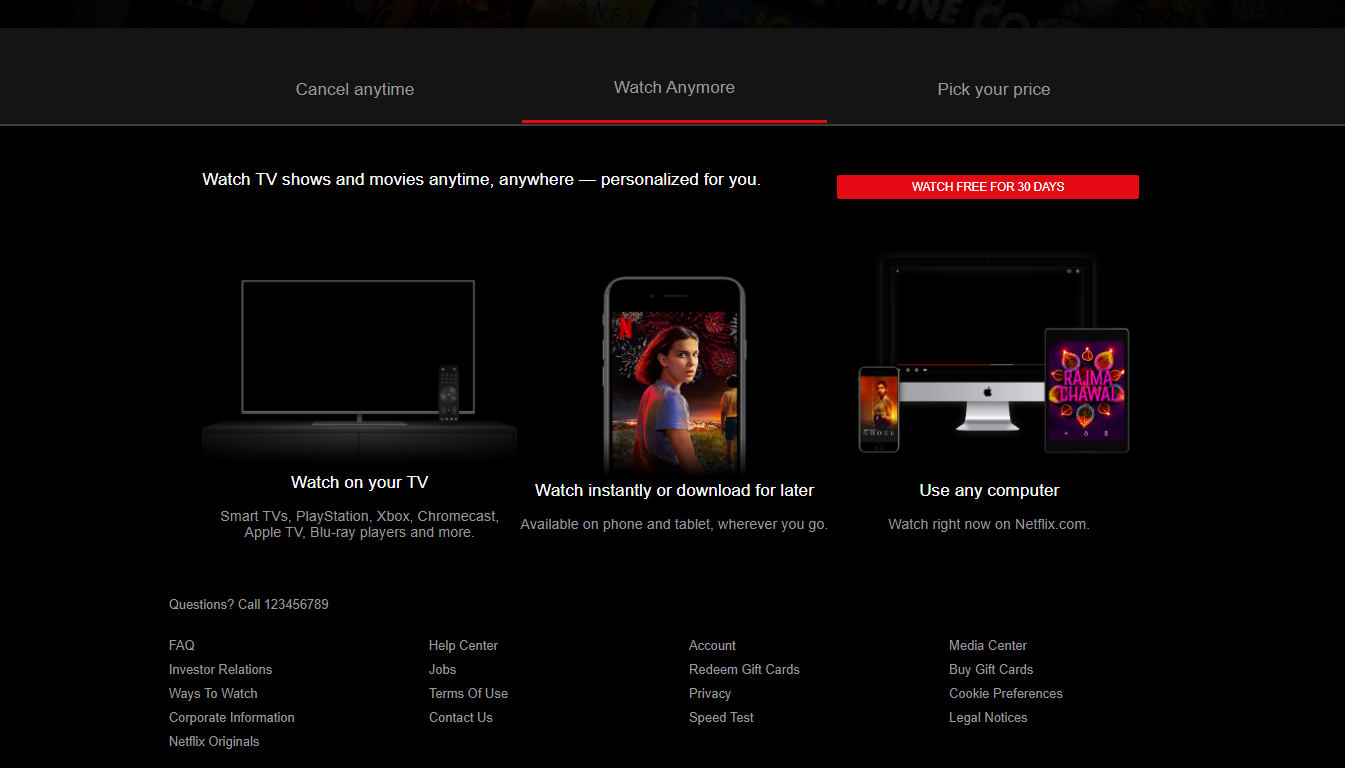 PLANET
Cancel anytime
Watch Anymore
Pick your price
Watch TV shows and movies anytime, anywhere — personalized for you.
WATCH FREE FOR 30 DAYS
N
RAJMA
CHAWAL
GHOUL
Watch on your TV
Smart TVs, PlayStation, Xbox, Chromecast,
Apple TV, Blu-ray players and more.
Watch instantly or download for later
Available on phone and tablet, wherever you go.
Use any computer
Watch right now on Netflix.com.
Questions? Call 123456789
FAQ
Help Center
Account
Media Center
Investor Relations
Jobs
Redeem Gift Cards
Buy Gift Cards
Ways To Watch
Terms Of Use
Privacy
Cookie Preferences
Corporate Information
Contact Us
Speed Test
Legal Notices
Netflix Originals